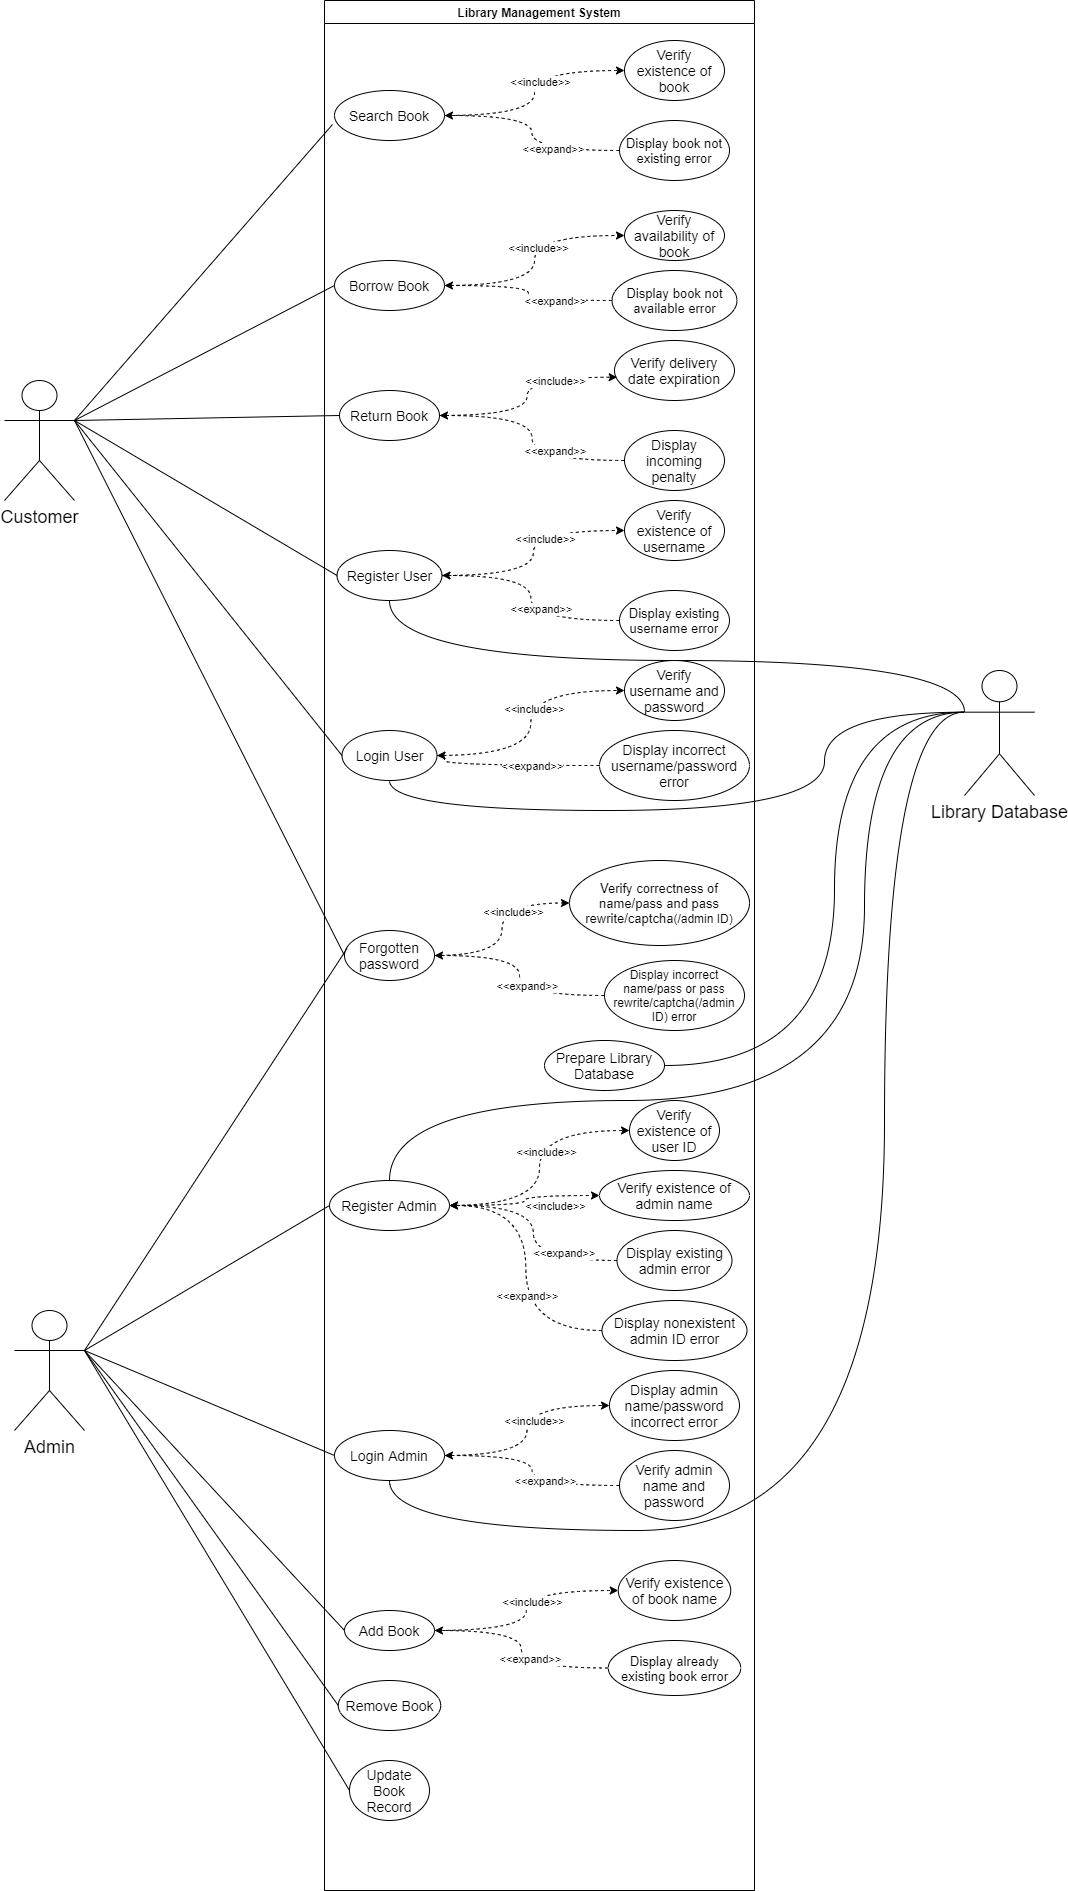 Library Management System
Verify
existence of
book
<<include>>
Search Book
Display book not
existing error
<<expand>>
Verify
availability of
book
<<include>>
Borrow Book
Display book not
available error
<<expand>>
Verify delivery
date expiration
<<include>>
Return Book
Display
incoming
penalty
<<expand>>
Customer
Verify
existence of
username
<<include>>
Register User
Display existing
username error
<<expand>>
Verify
username and
password
<<include>>
Login User
Display incorrect
username/password
error
<<expand>>
Library Database
Verify correctness of
name/pass and pass
rewrite/captcha(/admin ID)
<<include>>
Forgotten
password
Display incorrect
name/pass or pass
rewrite/captcha(/admin
ID) error
<<expand>>
Prepare Library
Database
Verify
existence of
user ID
<<include>>
Verify existence of
admin name
<<include>>
Register Admin
Display existing
admin error
<<expand>>
Display nonexistent
admin ID error
<<expand>>
Display admin
name/password
incorrect error
<<include>>
Admin
Login Admin
Verify admin
name and
password
<<expand>>
Verify existence
of book name
<<include>>
Add Book
Display already
existing book error
<<expand>>
Remove Book
Update
Book
Record